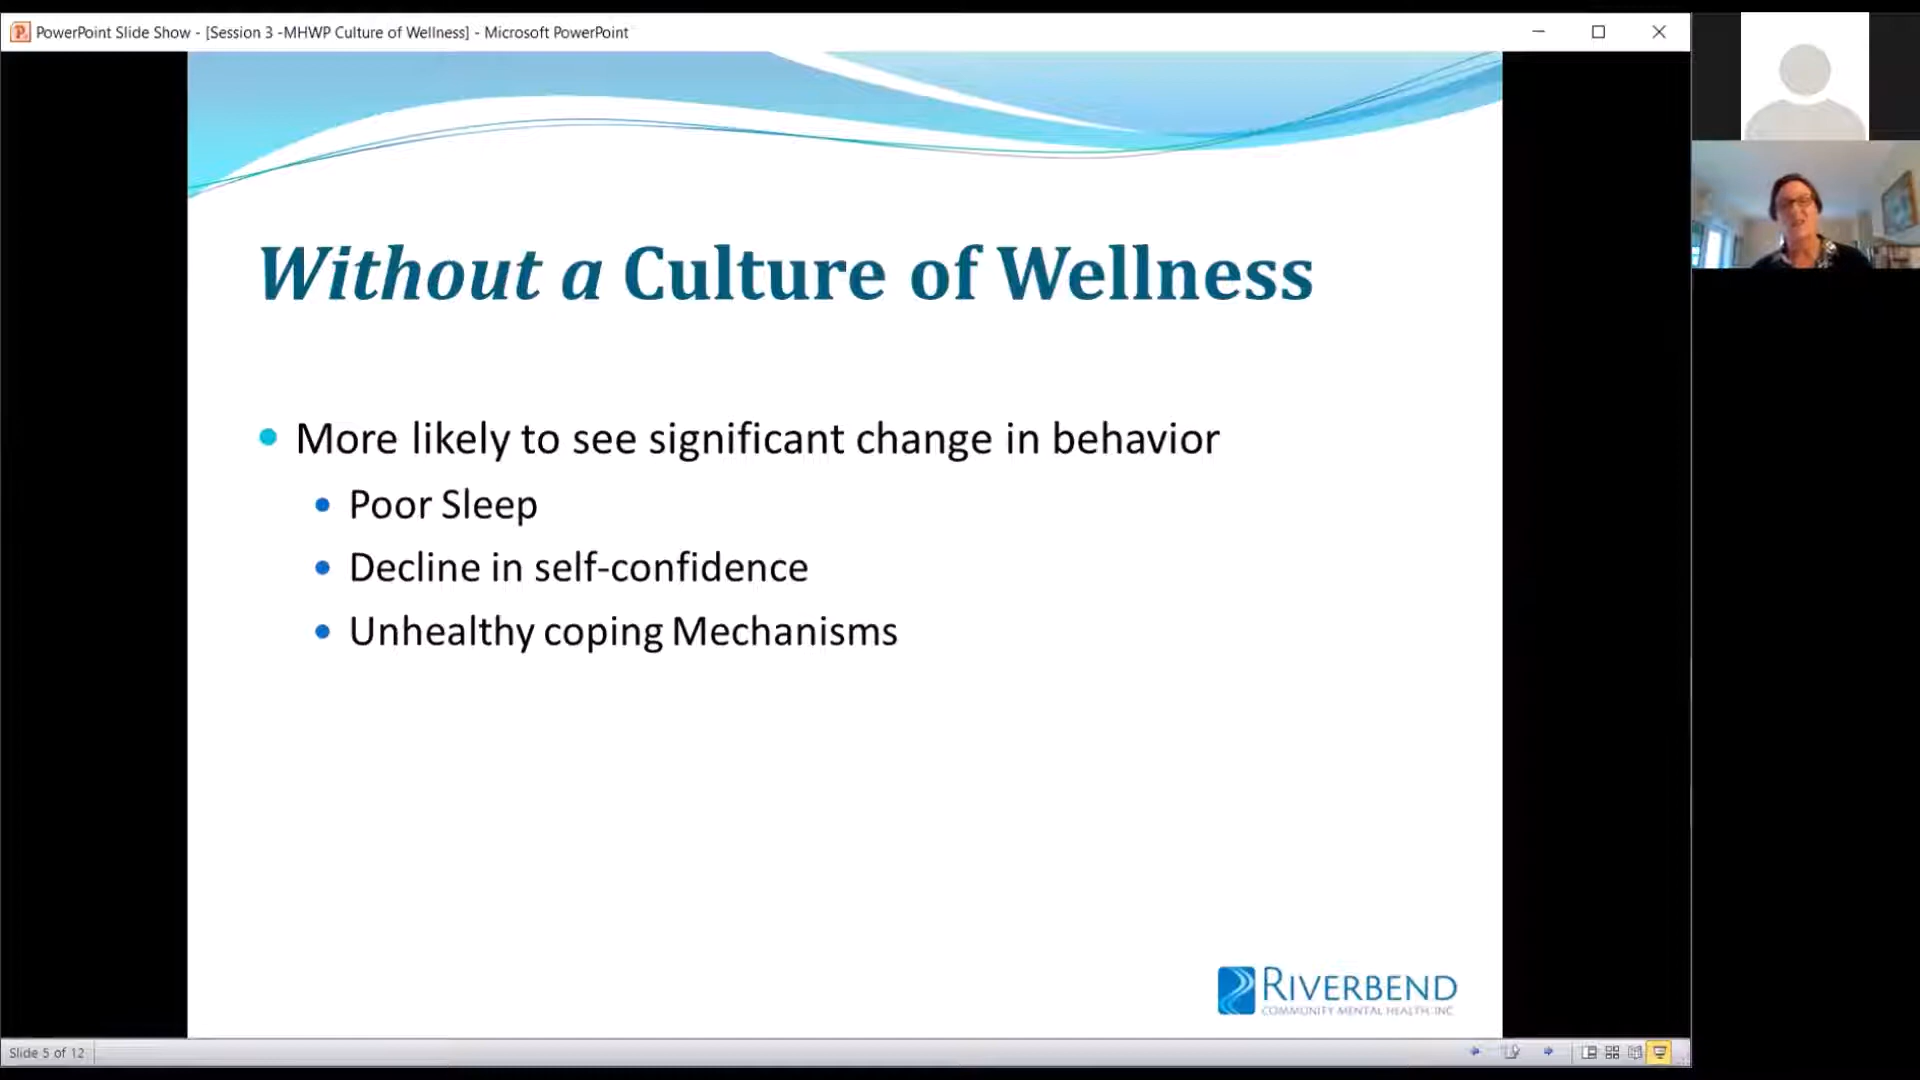 PowerPoint Slide Show - [Session 3 -MHWP Culture of Wellness] - Microsoft PowerPoint
Without a Culture of Wellness
More likely to see significant change in behavior
Poor Sleep
Decline in self-confidence
Unhealthy coping Mechanisms
RIVERBEND
COMMUNITY MENTAL HEALTH, INC.
Slide 5 of 12